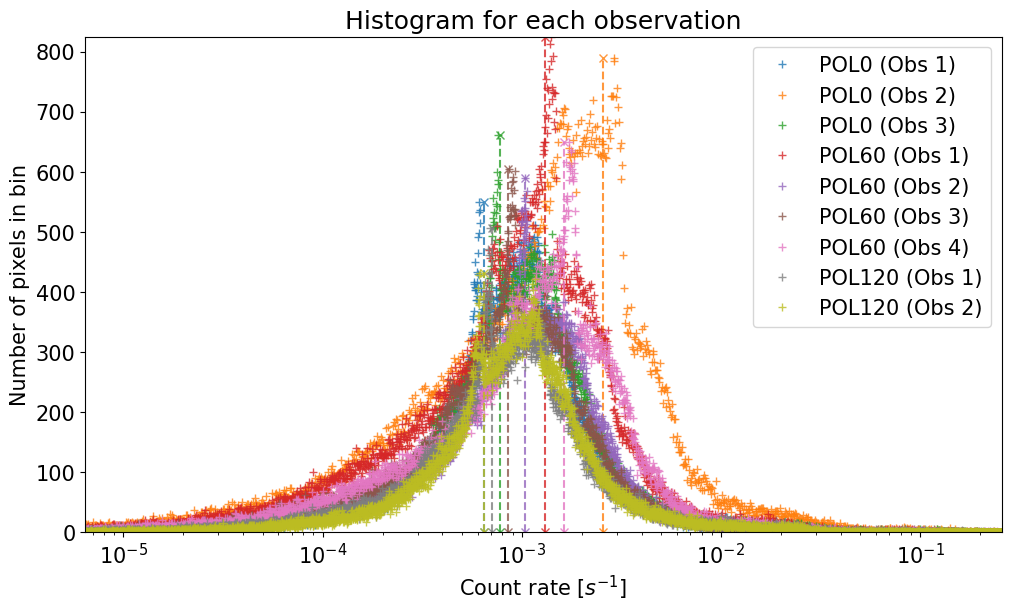 Histogram for each observation
Number of pixels in bin
800
700
600
500
400
300
200
100
0
10⁻⁵
10⁻⁴
10⁻³
10⁻²
10⁻¹
Count rate [s⁻¹]
POL0 (Obs 1)
POL0 (Obs 2)
POL0 (Obs 3)
POL60 (Obs 1)
POL60 (Obs 2)
POL60 (Obs 3)
POL60 (Obs 4)
POL120 (Obs 1)
POL120 (Obs 2)